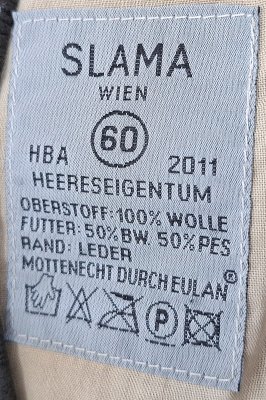 SLAMA
WIEN
60
HBA 2011
HEERESEIGENTUM
OBERSTOFF: 100% WOLLE
FUTTER: 50% BW. 50% PES
RAND: LEDER
MOTTENECHT DURCH EULAN®
P